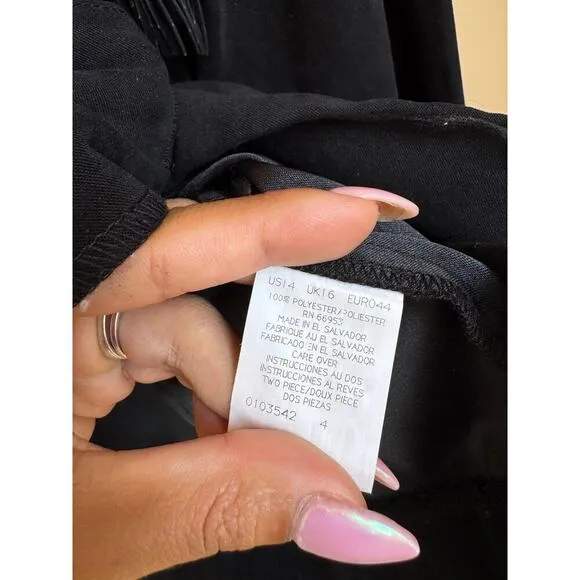 US14 UK16 EURO44
100% POLYESTER/POLIESTER
RN 66953
MADE IN EL SALVADOR
FABRIQUE AU EL SALVADOR
FABRICADO EN EL SALVADOR
CARE OVER
INSTRUCTIONS AU DOS
INSTRUCCIONES AL REVES
TWO PIECE/DOUX PIECE
DOS PIEZAS
0103542 4